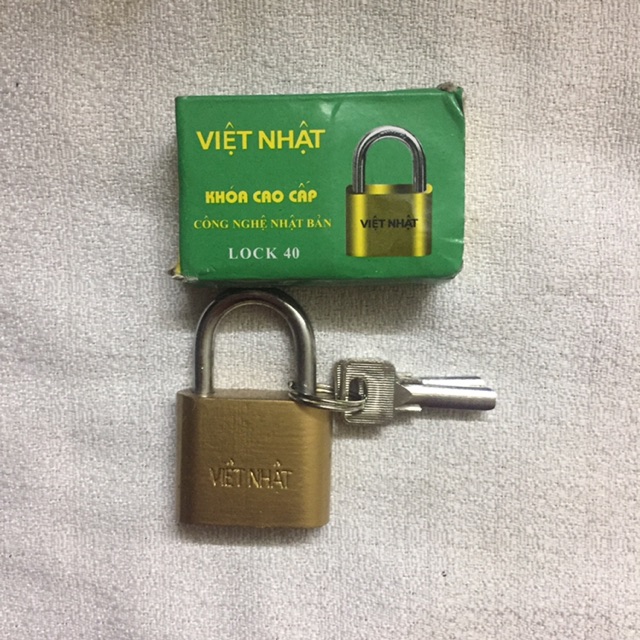 VIỆT NHẬT
KHÓA CAO CẤP
CÔNG NGHỆ NHẬT BẢN
LOCK 40
VIỆT NHẬT
VIỆT NHẬT